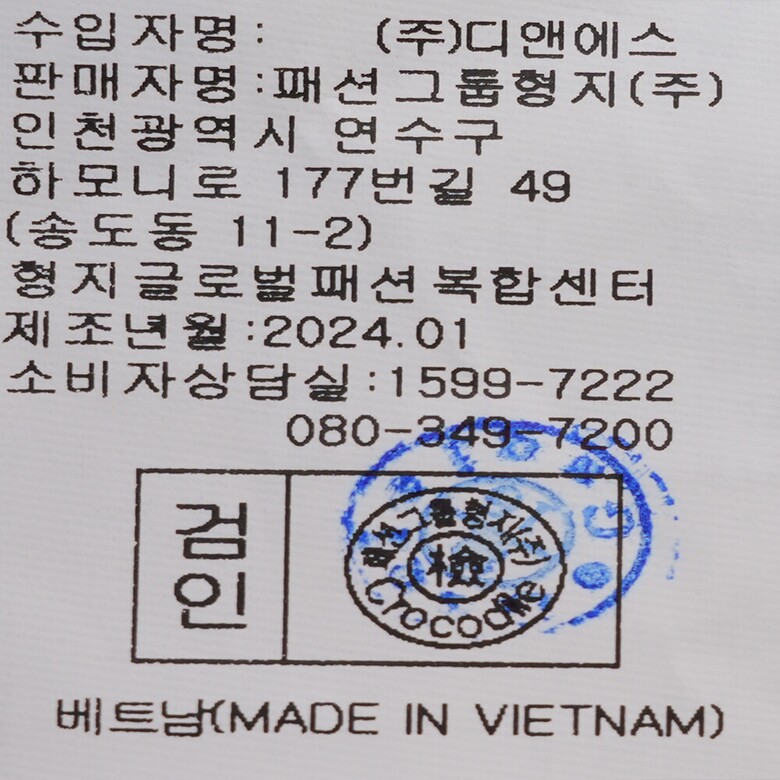 수입자명: (주)디앤에스
판매자명:패션그룹형지(주)
인천광역시 연수구
하모니로 177번길 49
(송도동 11-2)
형지글로벌패션복합센터
제조년월:2024.01
소비자상담실:1599-7222
080-349-7200
검인
패션그룹형지(주)
檢
Crocodile
베트남(MADE IN VIETNAM)